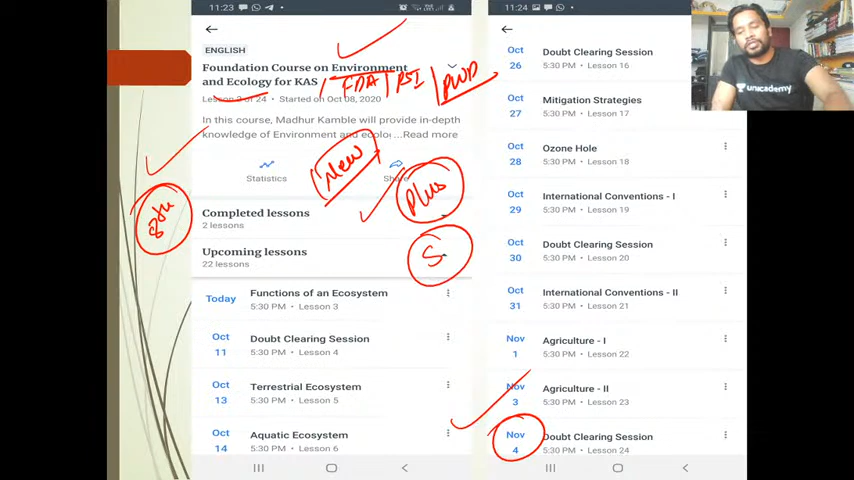 11:23
ENGLISH
Foundation Course on Environment
and Ecology for KAS
FDA | RSI | PWD
Lesson 2 of 24 • Started on Oct 08, 2020
In this course, Madhur Kamble will provide in-depth
knowledge of Environment and ecolo ...Read more
New
Statistics
Share
Plus
8th
S
Completed lessons
2 lessons
Upcoming lessons
22 lessons
Today
Functions of an Ecosystem
5:30 PM • Lesson 3
Oct
11
Doubt Clearing Session
5:30 PM • Lesson 4
Oct
13
Terrestrial Ecosystem
5:30 PM • Lesson 5
Oct
14
Aquatic Ecosystem
5:30 PM • Lesson 6
11:24
Oct
26
Doubt Clearing Session
5:30 PM • Lesson 16
Oct
27
Mitigation Strategies
5:30 PM • Lesson 17
Oct
28
Ozone Hole
5:30 PM • Lesson 18
Oct
29
International Conventions - I
5:30 PM • Lesson 19
Oct
30
Doubt Clearing Session
5:30 PM • Lesson 20
Oct
31
International Conventions - II
5:30 PM • Lesson 21
Nov
1
Agriculture - I
5:30 PM • Lesson 22
Nov
3
Agriculture - II
5:30 PM • Lesson 23
Nov
4
Doubt Clearing Session
5:30 PM • Lesson 24
unacademy